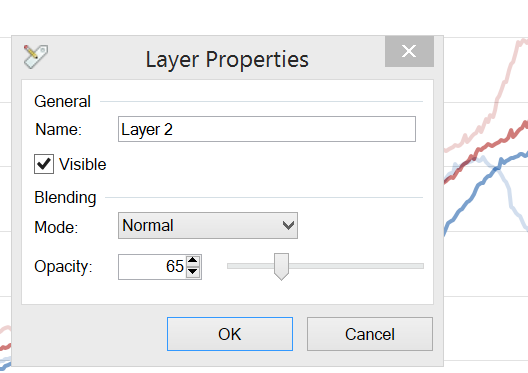 Layer Properties
General
Name: Layer 2
Visible
Blending
Mode: Normal
Opacity: 65
OK Cancel